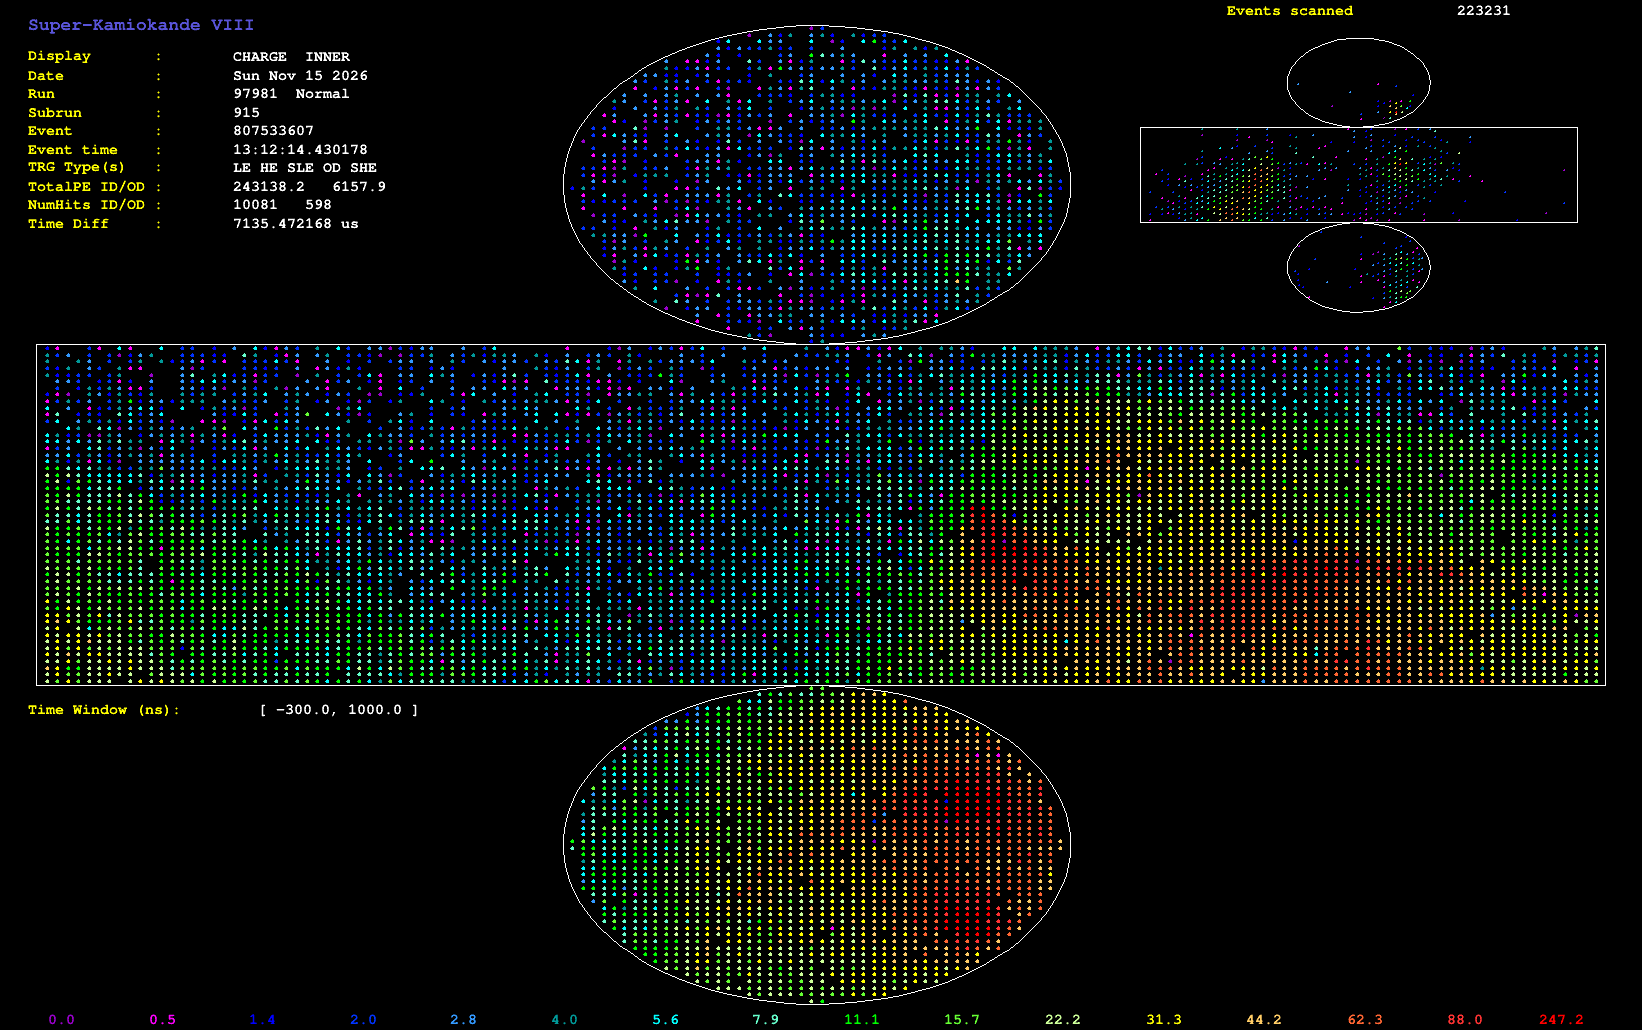 Super-Kamiokande VIII
Events scanned 223231
Display : CHARGE INNER
Date : Sun Nov 15 2026
Run : 97981 Normal
Subrun : 915
Event : 807533607
Event time : 13:12:14.430178
TRG Type(s) : LE HE SLE OD SHE
TotalPE ID/OD : 243138.2 6157.9
NumHits ID/OD : 10081 598
Time Diff : 7135.472168 us
Time Window (ns): [ -300.0, 1000.0 ]
0.0 0.5 1.4 2.0 2.8 4.0 5.6 7.9 11.1 15.7 22.2 31.3 44.2 62.3 88.0 247.2